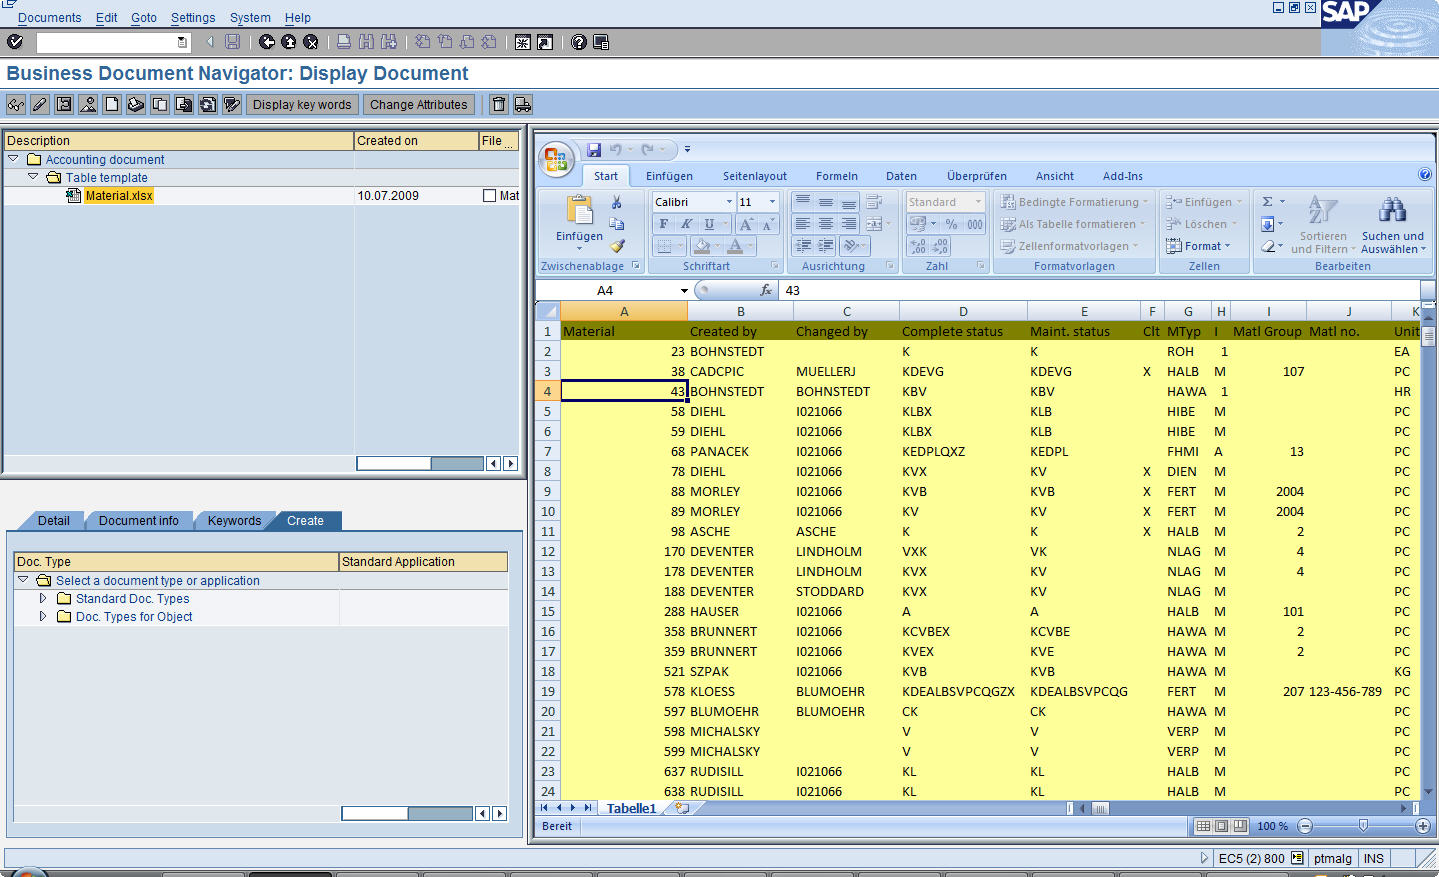 Documents Edit Goto Settings System Help
SAP
Business Document Navigator: Display Document
Display key words Change Attributes
Description Created on File ...
Accounting document
Table template
Material.xlsx 10.07.2009 Mat
Detail Document info Keywords Create
Doc. Type Standard Application
Select a document type or application
Standard Doc. Types
Doc. Types for Object
Start Einfügen Seitenlayout Formeln Daten Überprüfen Ansicht Add-Ins
Einfügen
Zwischenablage
Calibri 11
F K U A A
A
Schriftart
Ausrichtung
Standard
% 000
Zahl
Bedingte Formatierung
Als Tabelle formatieren
Zellenformatvorlagen
Formatvorlagen
Einfügen
Löschen
Format
Zellen
Σ
Sortieren und Filtern
Suchen und Auswählen
Bearbeiten
A4 fx 43
A B C D E F G H I J K
1 Material Created by Changed by Complete status Maint. status Clt MTyp I Matl Group Matl no. Unit
2 23 BOHNSTEDT K K ROH 1 EA
3 38 CADCPIC MUELLERJ KDEVG KDEVG X HALB M 107 PC
4 43 BOHNSTEDT BOHNSTEDT KBV KBV HAWA 1 HR
5 58 DIEHL I021066 KLBX KLB HIBE M PC
6 59 DIEHL I021066 KLBX KLB HIBE M PC
7 68 PANACEK I021066 KEDPLQXZ KEDPL FHMI A 13 PC
8 78 DIEHL I021066 KVX KV X DIEN M PC
9 88 MORLEY I021066 KVB KVB X FERT M 2004 PC
10 89 MORLEY I021066 KV KV X FERT M 2004 PC
11 98 ASCHE ASCHE K K X HALB M 2 PC
12 170 DEVENTER LINDHOLM VXK VK NLAG M 4 PC
13 178 DEVENTER LINDHOLM KVX KV NLAG M 4 PC
14 188 DEVENTER STODDARD KVX KV NLAG M PC
15 288 HAUSER I021066 A A HALB M 101 PC
16 358 BRUNNERT I021066 KCVBEX KCVBE HAWA M 2 PC
17 359 BRUNNERT I021066 KVEX KVE HAWA M 2 PC
18 521 SZPAK I021066 KVB KVB HAWA M KG
19 578 KLOESS BLUMOEHR KDEALBSVPCQGZX KDEALBSVPCQG FERT M 207 123-456-789 PC
20 597 BLUMOEHR BLUMOEHR CK CK HAWA M PC
21 598 MICHALSKY V V VERP M PC
22 599 MICHALSKY V V VERP M PC
23 637 RUDISILL I021066 KL KL HALB M PC
24 638 RUDISILL I021066 KL KL HALB M PC
Tabelle1
Bereit 100 %
EC5 (2) 800 ptmalg INS